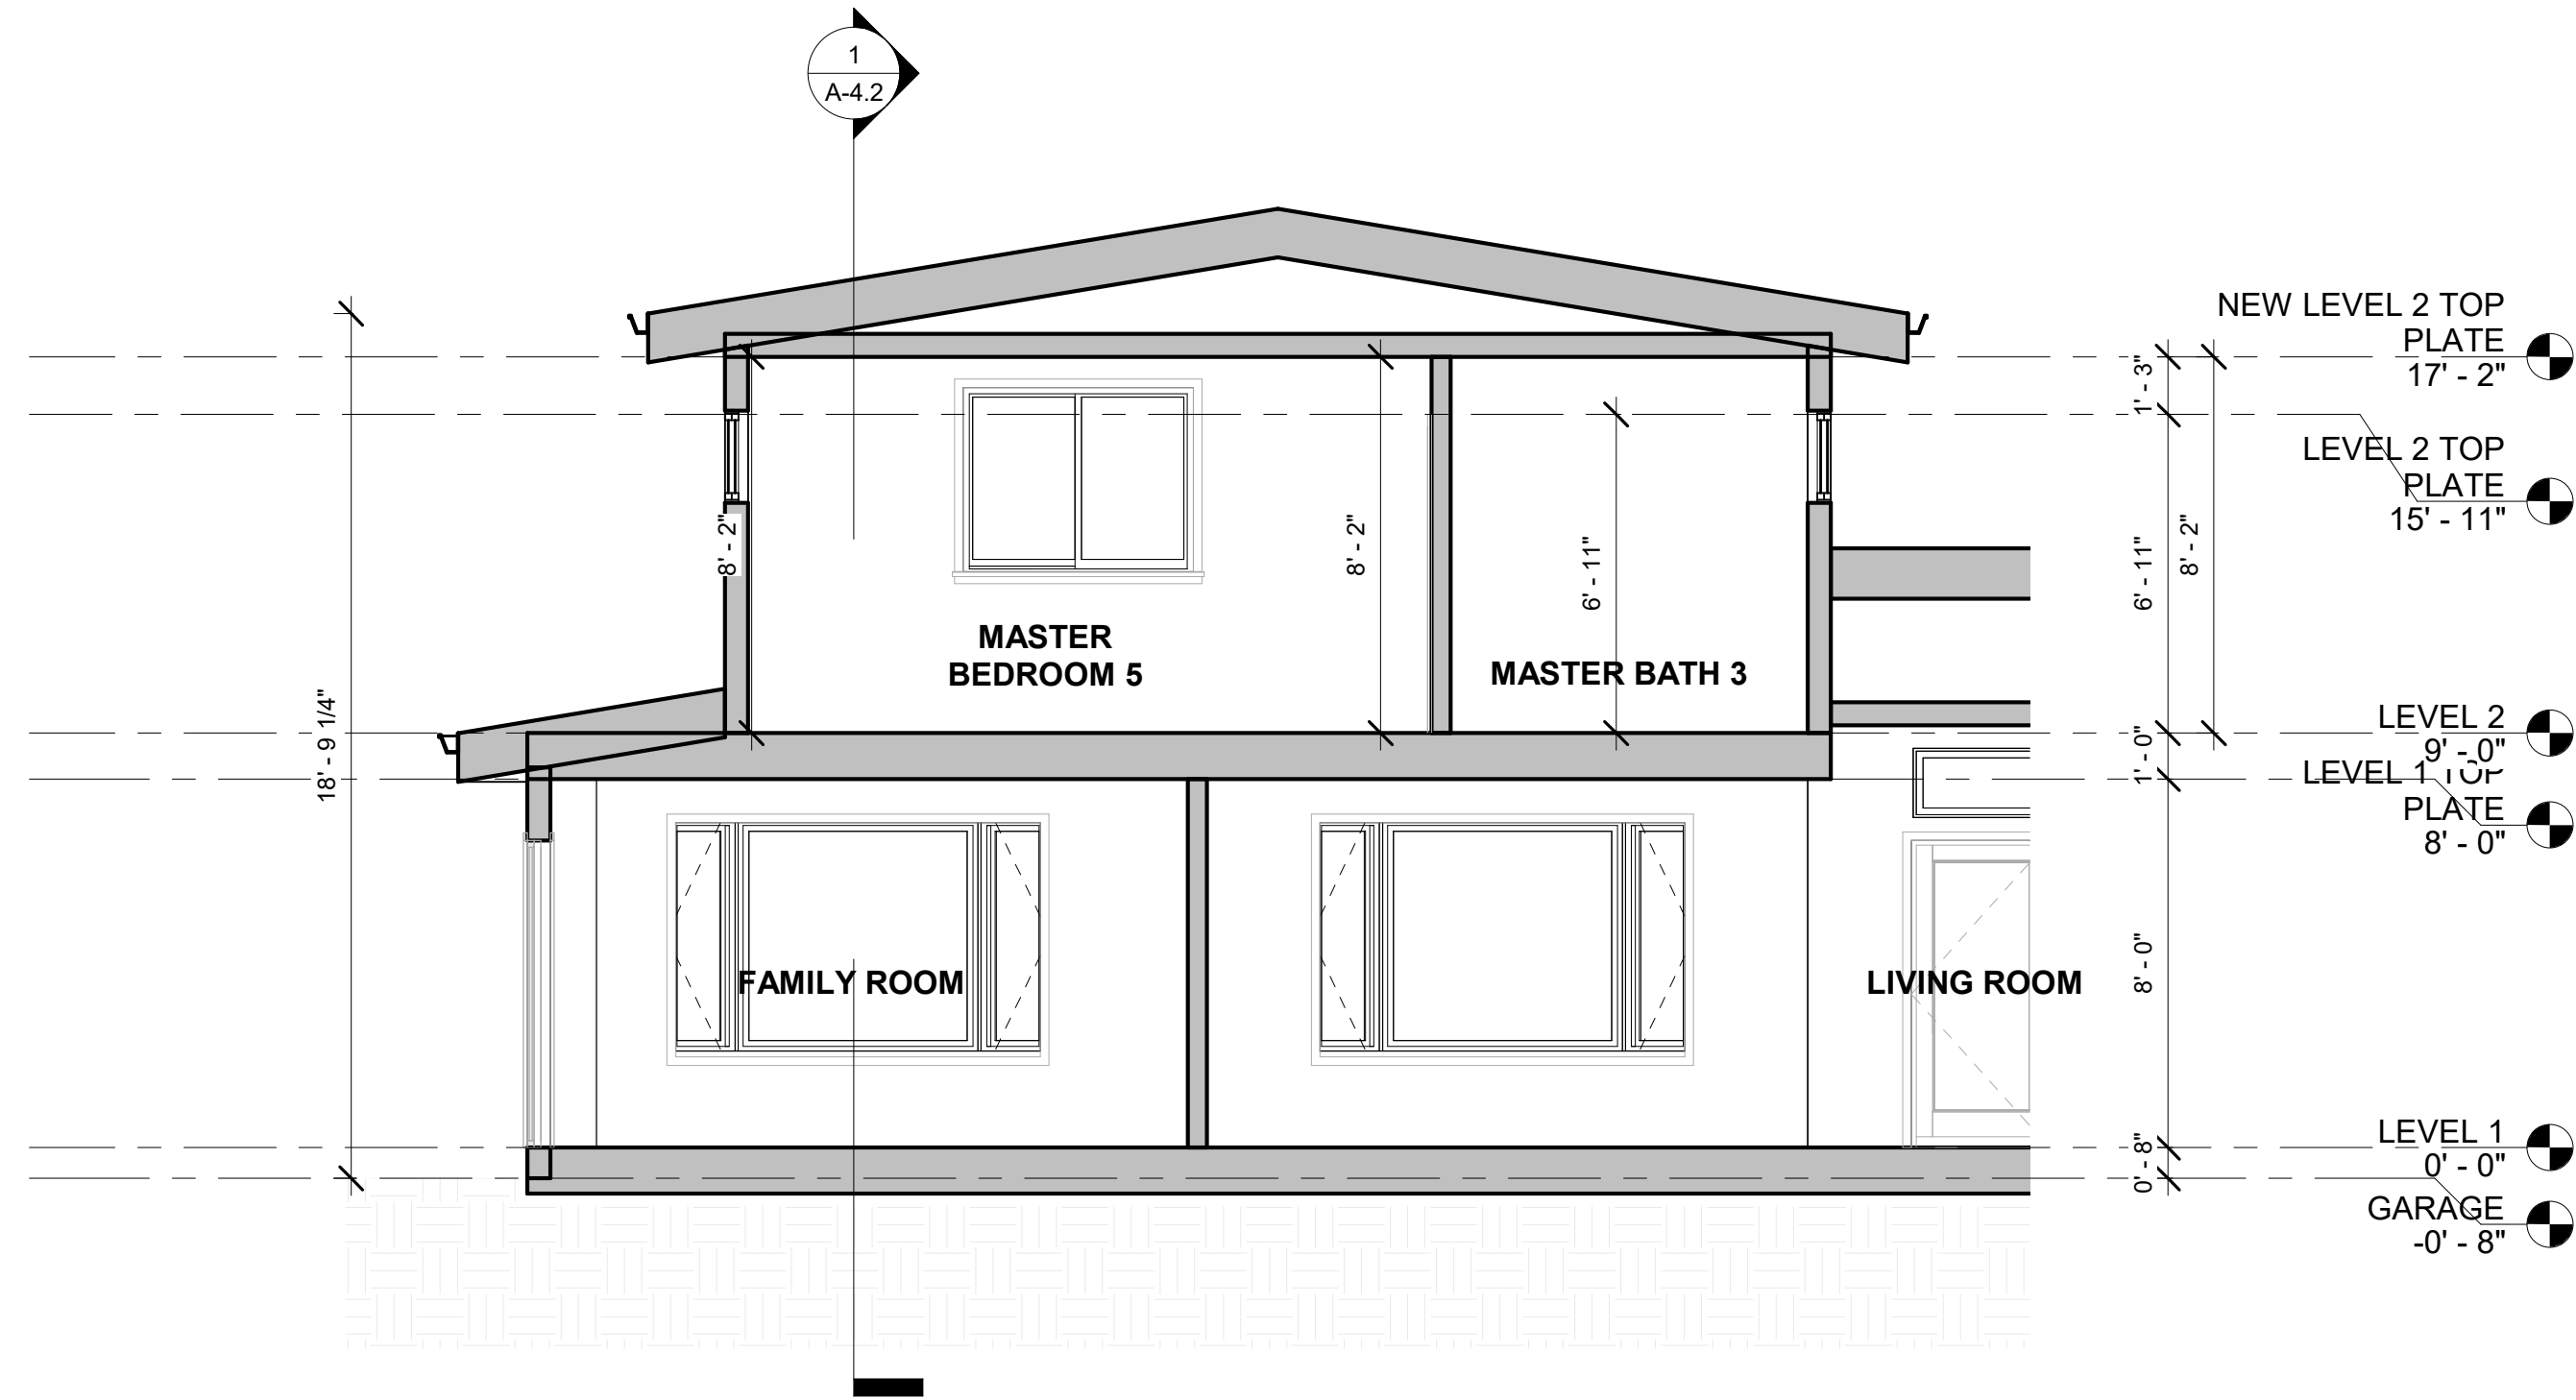 1
A-4.2
NEW LEVEL 2 TOP
PLATE
17' - 2"
1' - 3"
LEVEL 2 TOP
PLATE
15' - 11"
8' - 2"
8' - 2"
6' - 11"
6' - 11"
8' - 2"
MASTER
BEDROOM 5
MASTER BATH 3
18' - 9 1/4"
LEVEL 2
9' - 0"
1' - 0"
LEVEL 1 TOP
PLATE
8' - 0"
FAMILY ROOM
LIVING ROOM
8' - 0"
LEVEL 1
0' - 0"
0' - 8"
GARAGE
-0' - 8"